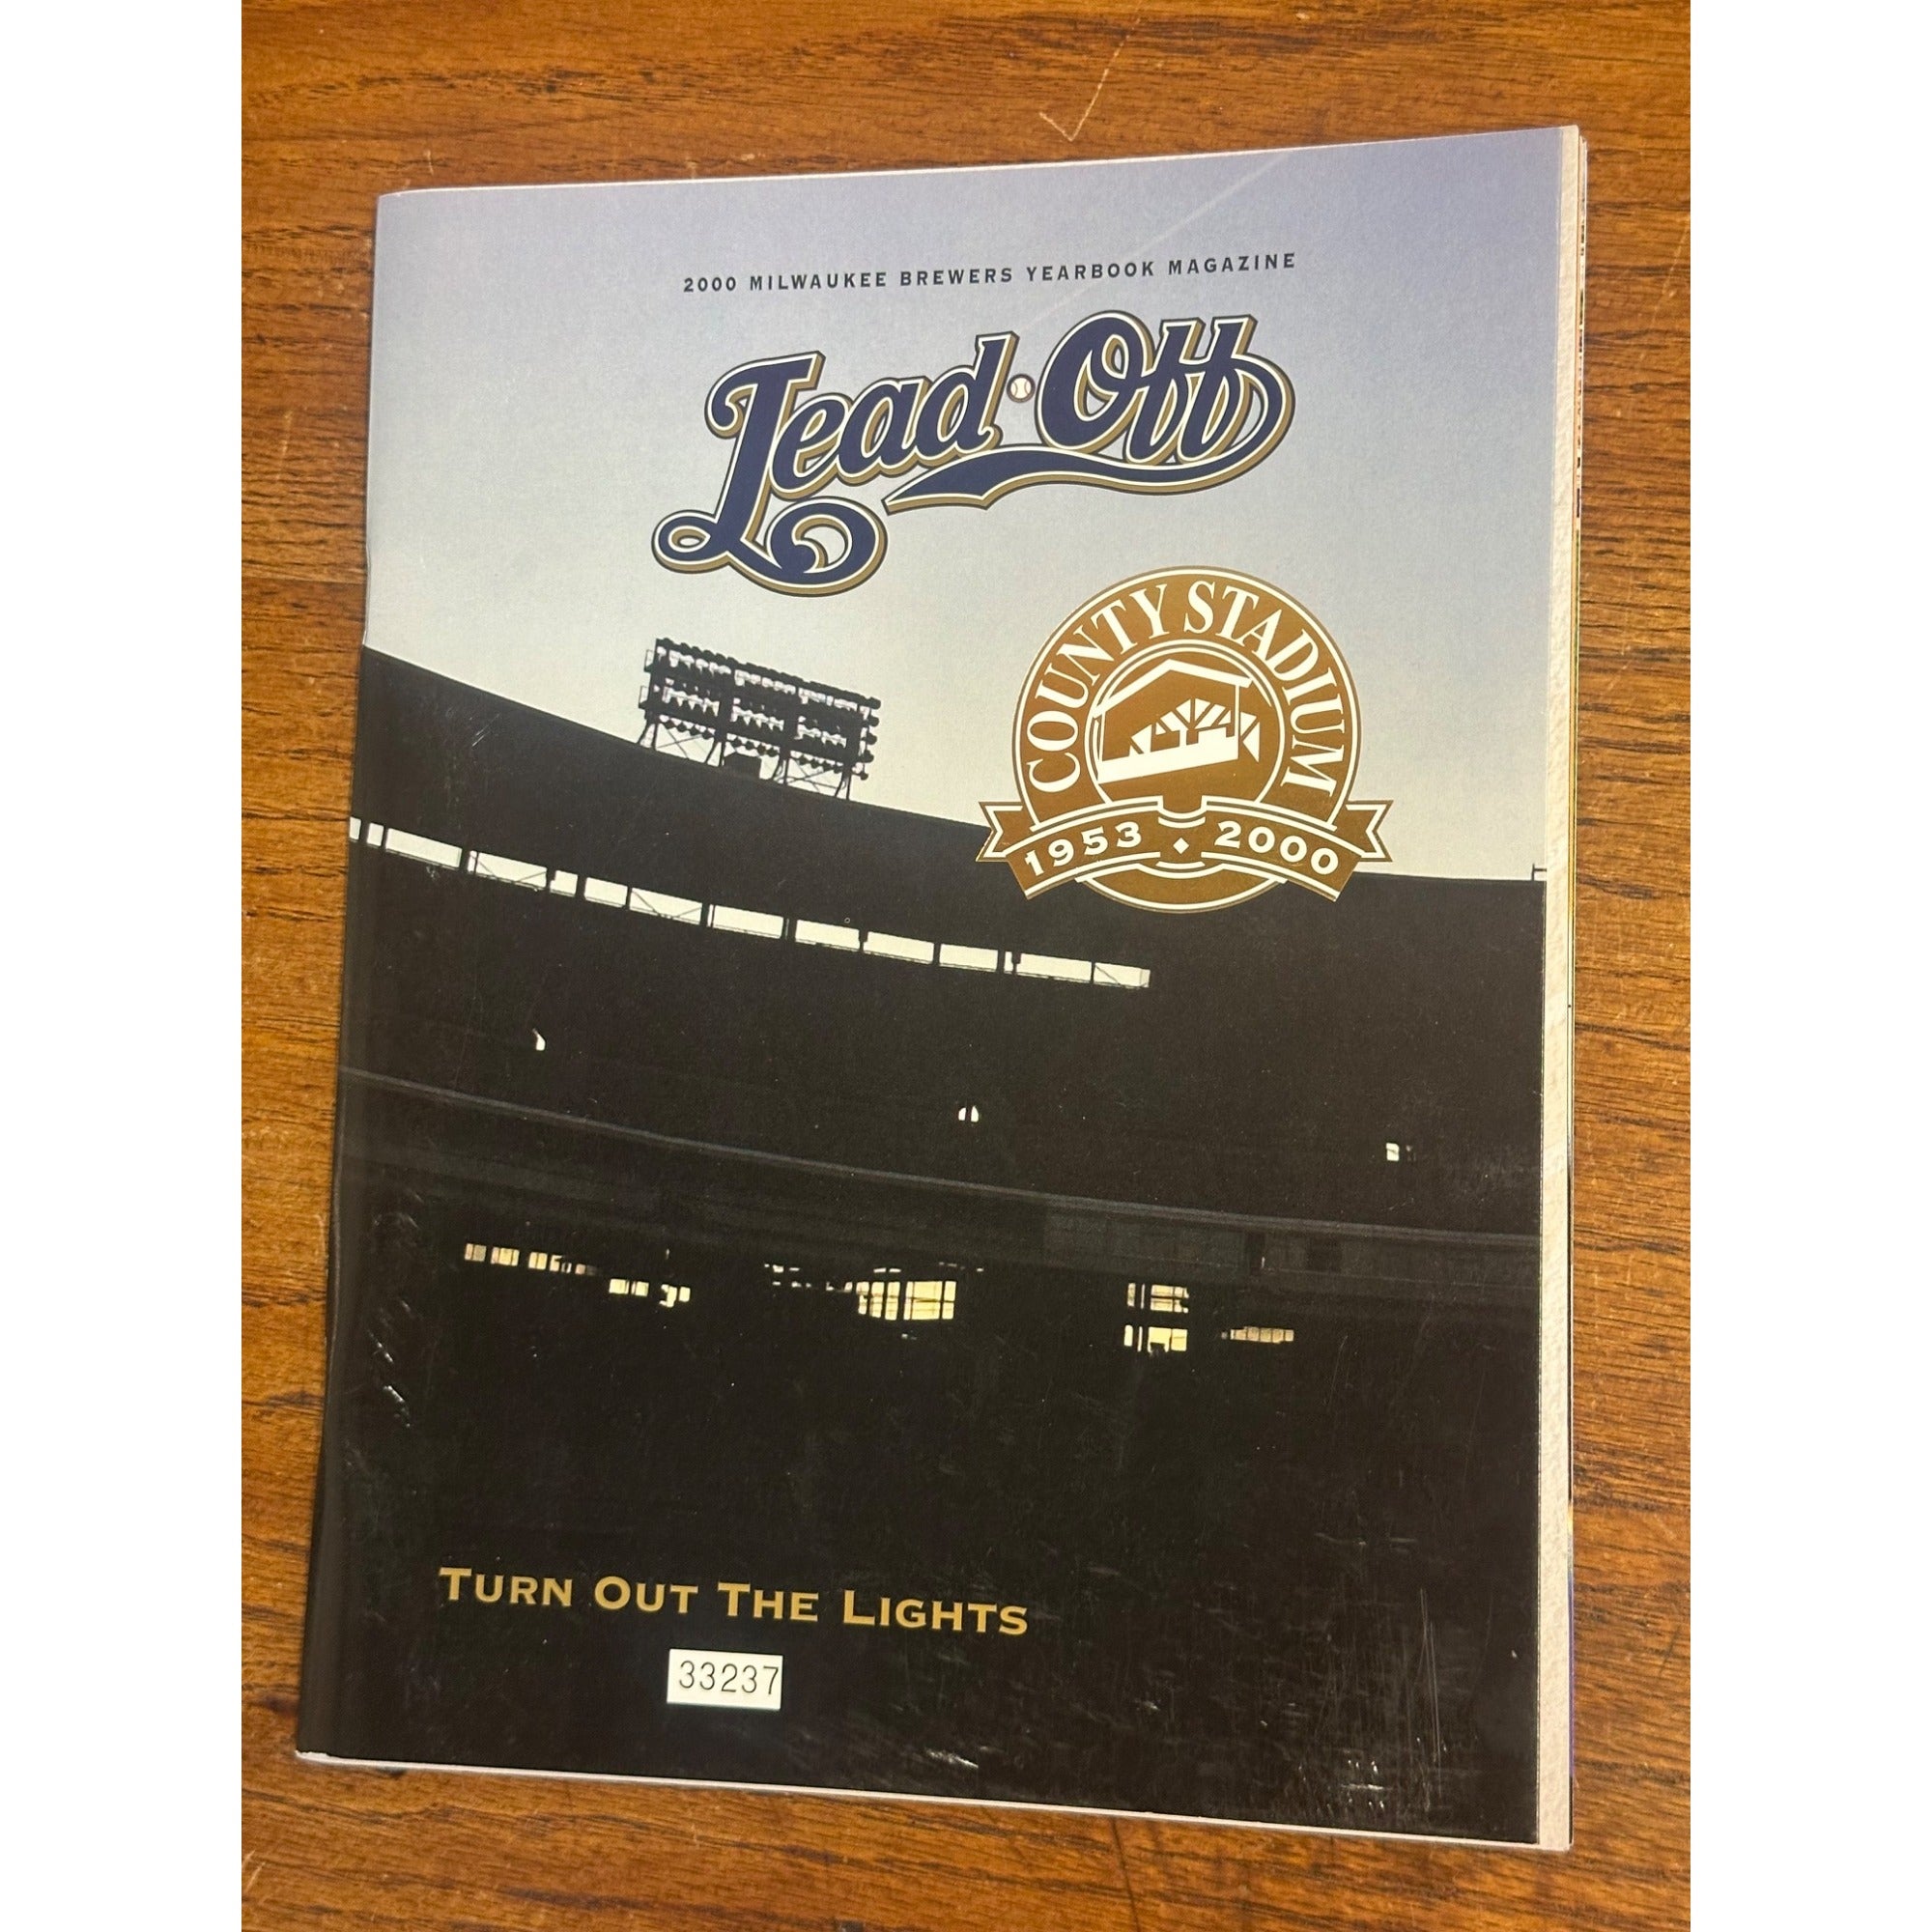 2000 MILWAUKEE BREWERS YEARBOOK MAGAZINE
Lead•Off
COUNTY STADIUM
1953 ◆ 2000
TURN OUT THE LIGHTS
33237